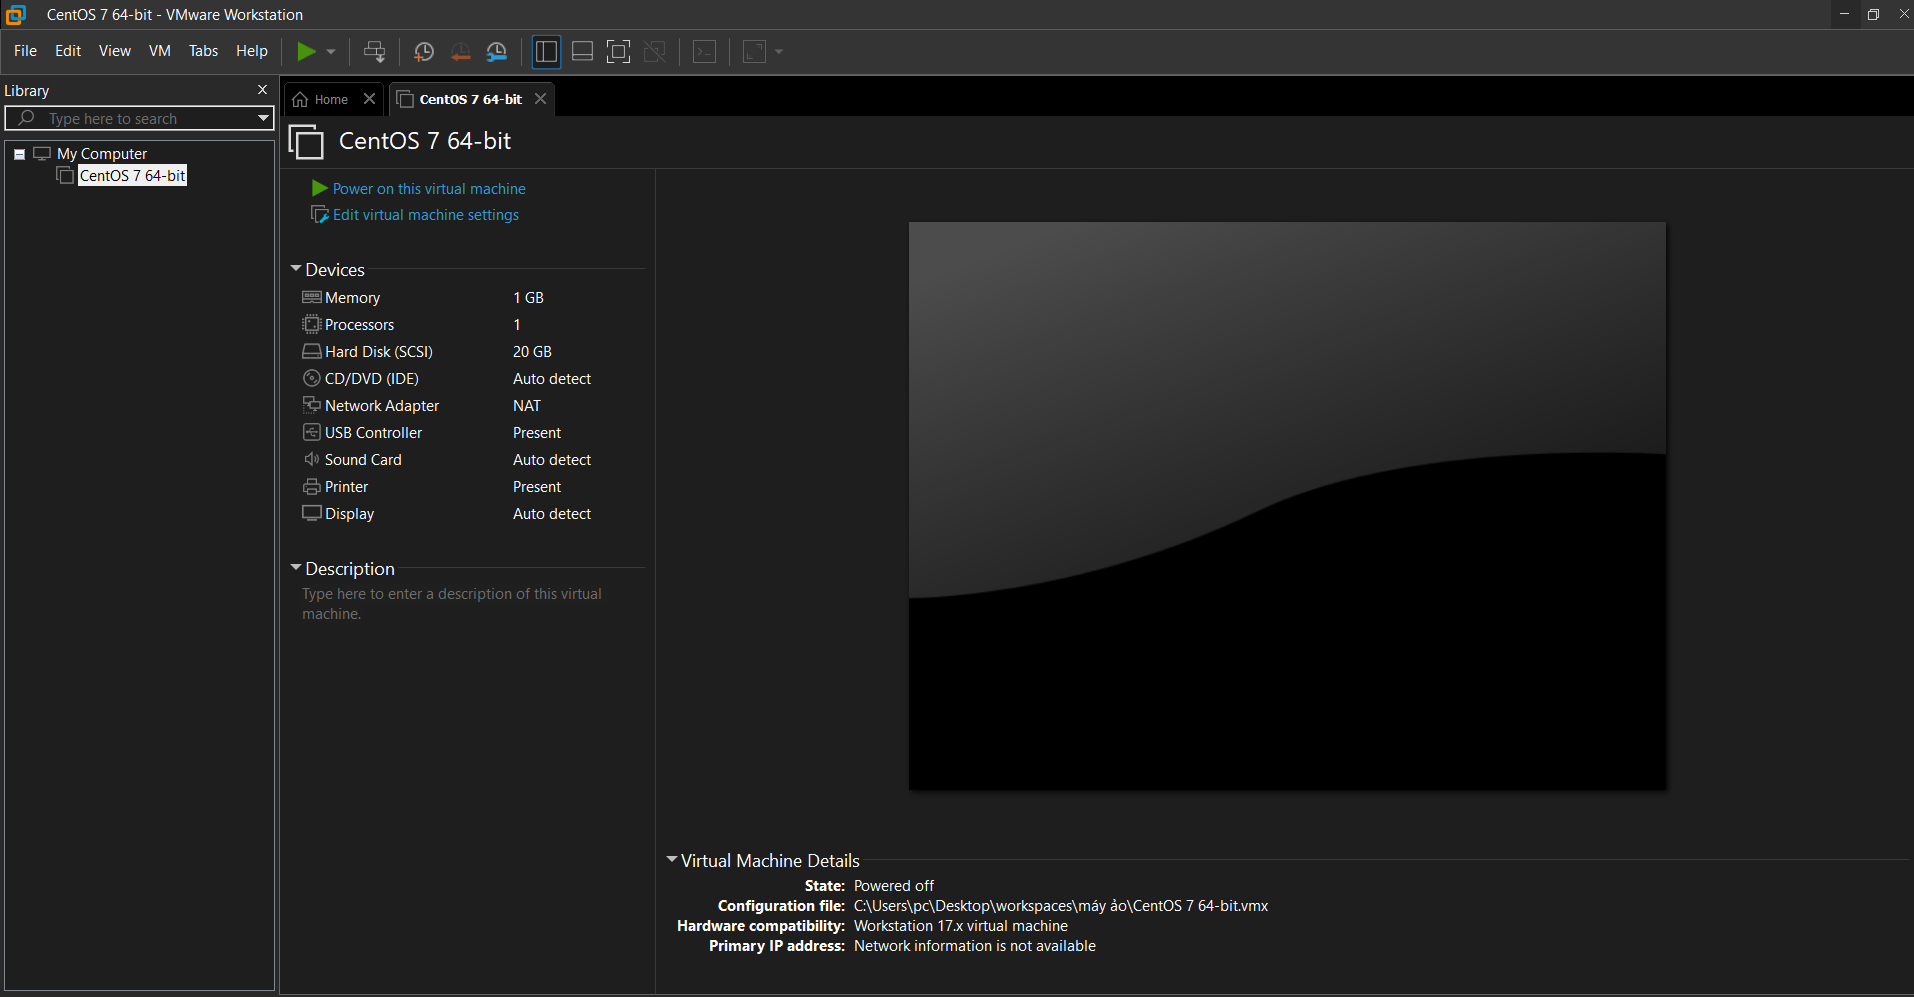 CentOS 7 64-bit - VMware Workstation
File Edit View VM Tabs Help
Library
Type here to search
My Computer
CentOS 7 64-bit
Home
CentOS 7 64-bit
CentOS 7 64-bit
Power on this virtual machine
Edit virtual machine settings
Devices
Memory 1 GB
Processors 1
Hard Disk (SCSI) 20 GB
CD/DVD (IDE) Auto detect
Network Adapter NAT
USB Controller Present
Sound Card Auto detect
Printer Present
Display Auto detect
Description
Type here to enter a description of this virtual
machine.
Virtual Machine Details
State: Powered off
Configuration file: C:\Users\pc\Desktop\workspaces\máy ảo\CentOS 7 64-bit.vmx
Hardware compatibility: Workstation 17.x virtual machine
Primary IP address: Network information is not available